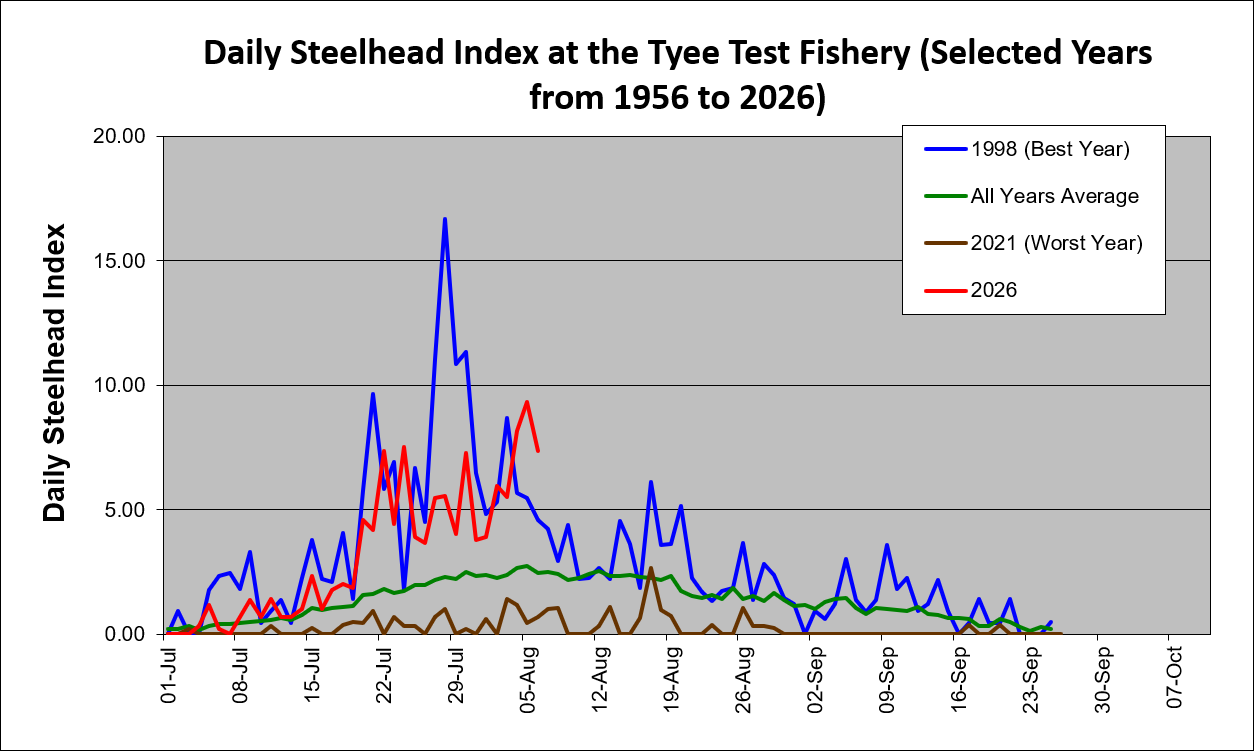 Daily Steelhead Index at the Tyee Test Fishery (Selected Years
from 1956 to 2026)
20.00
15.00
10.00
5.00
0.00
Daily Steelhead Index
1998 (Best Year)
All Years Average
2021 (Worst Year)
2026
01-Jul
08-Jul
15-Jul
22-Jul
29-Jul
05-Aug
12-Aug
19-Aug
26-Aug
02-Sep
09-Sep
16-Sep
23-Sep
30-Sep
07-Oct